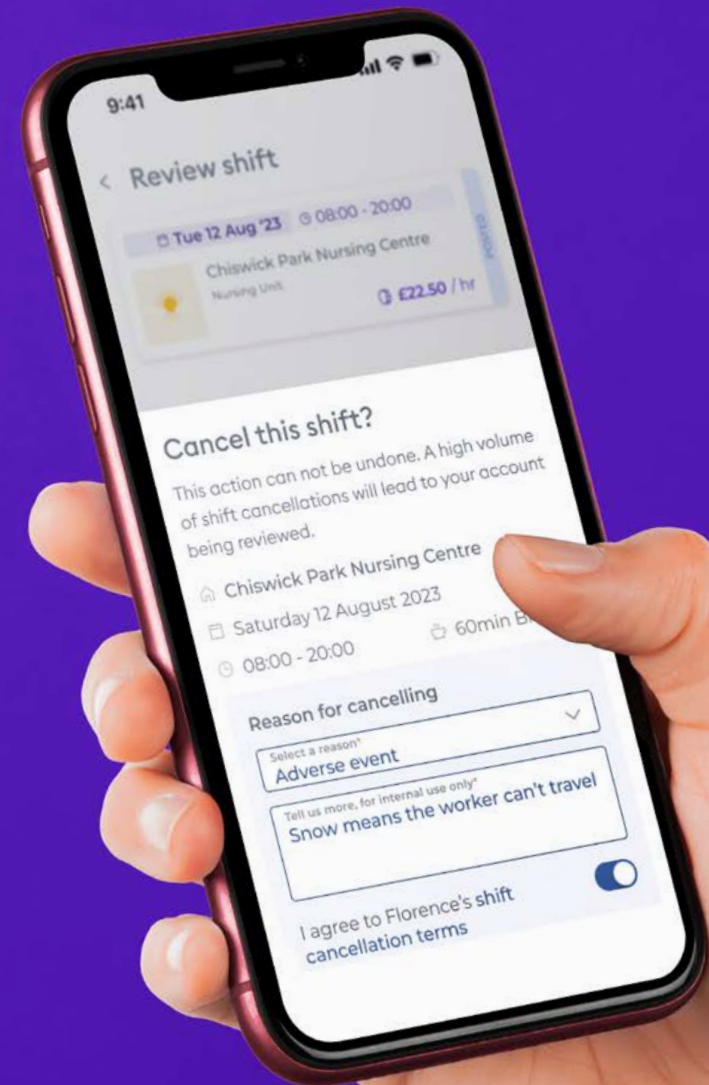 9:41
< Review shift
Tue 12 Aug '23 08:00 - 20:00
Chiswick Park Nursing Centre
Nursing Unit
£22.50 / hr
POSTED
Cancel this shift?
This action can not be undone. A high volume
of shift cancellations will lead to your account
being reviewed.
Chiswick Park Nursing Centre
Saturday 12 August 2023
08:00 - 20:00 60min
Reason for cancelling
Select a reason*
Adverse event
Tell us more, for internal use only*
Snow means the worker can't travel
I agree to Florence's shift
cancellation terms